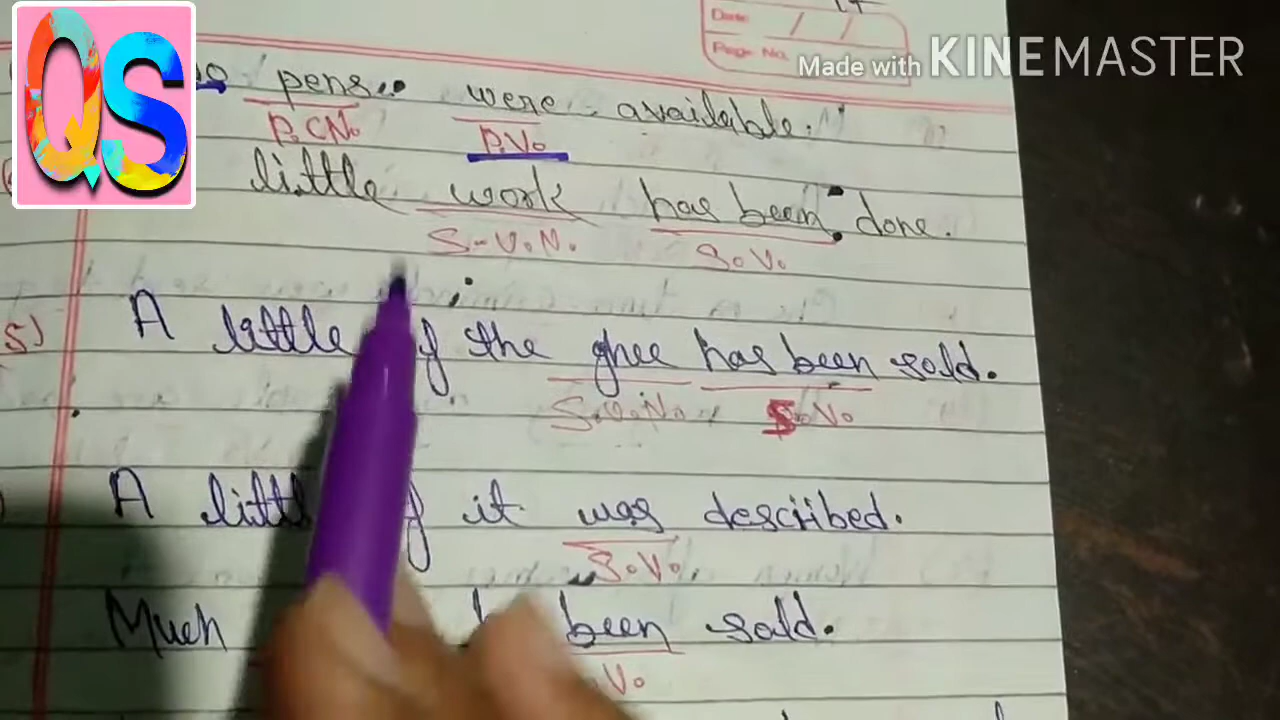 Date / /
Page No.
Made with KINEMASTER
QS
pens were available.
P.C.N. P.V.
little work has been done.
S.U.N. S.V.
5) A little of the ghee has been sold.
S.U.N. S.V.
A little of it was described.
S.V.
Much been sold.
V.